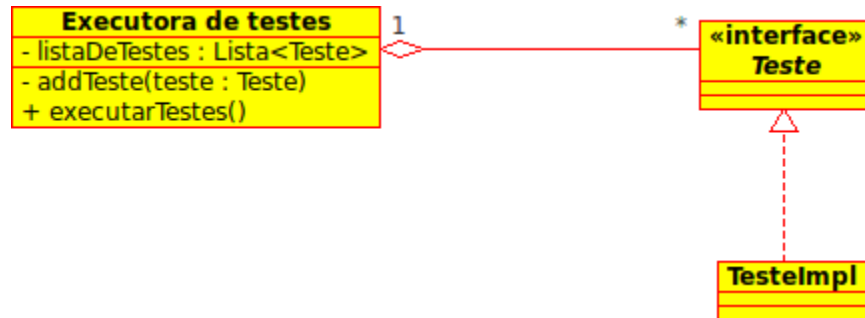 Executora de testes
- listaDeTestes : Lista<Teste>
- addTeste(teste : Teste)
+ executarTestes()
1
*
«interface»
Teste
TesteImpl